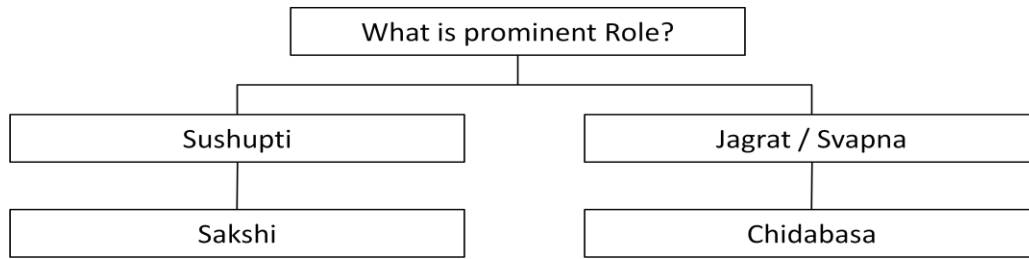 What is prominent Role?
Sushupti
Jagrat / Svapna
Sakshi
Chidabasa